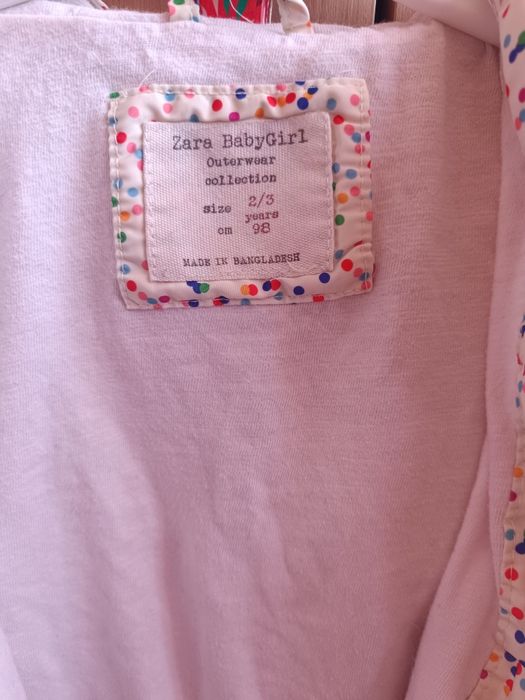 Zara BabyGirl
Outerwear
collection
size 2/3
years
cm 98
MADE IN BANGLADESH